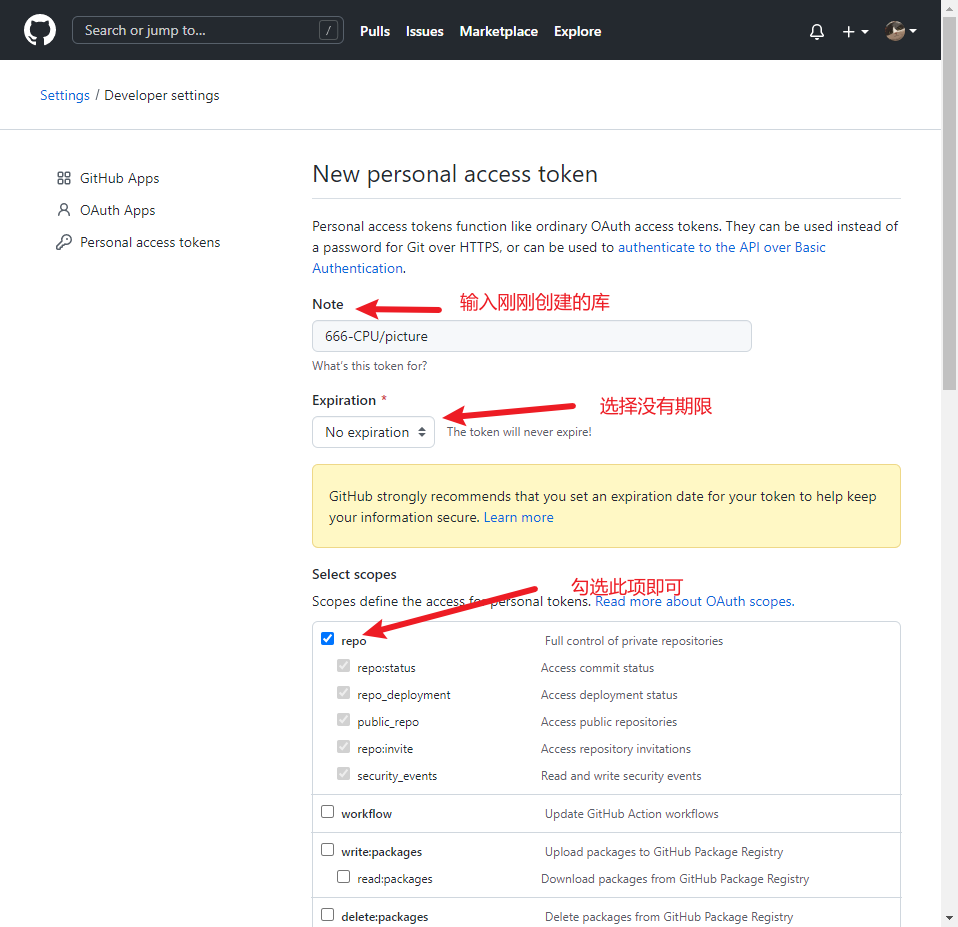 Search or jump to... /
Pulls Issues Marketplace Explore
Settings / Developer settings
GitHub Apps
OAuth Apps
Personal access tokens
New personal access token
Personal access tokens function like ordinary OAuth access tokens. They can be used instead of
a password for Git over HTTPS, or can be used to authenticate to the API over Basic
Authentication.
Note 输入刚刚创建的库
666-CPU/picture
What's this token for?
Expiration * 选择没有期限
No expiration The token will never expire!
GitHub strongly recommends that you set an expiration date for your token to help keep
your information secure. Learn more
Select scopes 勾选此项即可
Scopes define the access for personal tokens. Read more about OAuth scopes.
repo Full control of private repositories
repo:status Access commit status
repo_deployment Access deployment status
public_repo Access public repositories
repo:invite Access repository invitations
security_events Read and write security events
workflow Update GitHub Action workflows
write:packages Upload packages to GitHub Package Registry
read:packages Download packages from GitHub Package Registry
delete:packages Delete packages from GitHub Package Registry